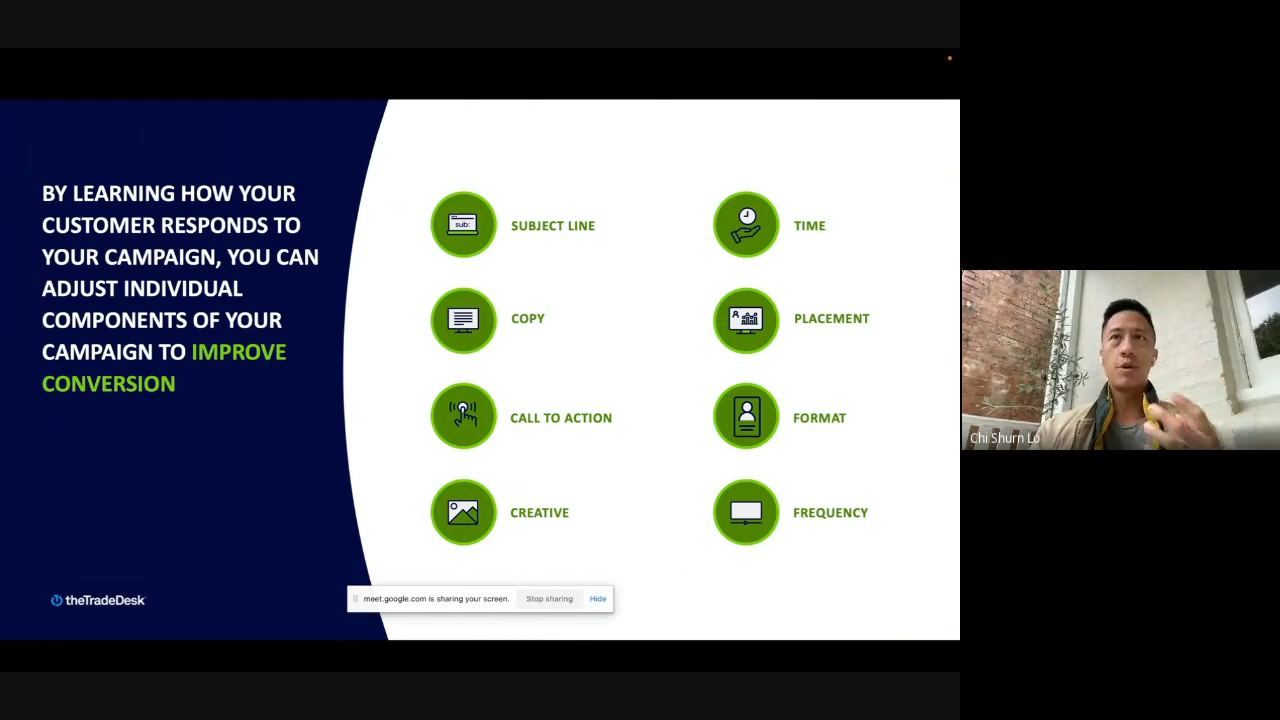 BY LEARNING HOW YOUR
CUSTOMER RESPONDS TO
YOUR CAMPAIGN, YOU CAN
ADJUST INDIVIDUAL
COMPONENTS OF YOUR
CAMPAIGN TO IMPROVE
CONVERSION
theTradeDesk
sub:
SUBJECT LINE
COPY
CALL TO ACTION
CREATIVE
TIME
PLACEMENT
FORMAT
FREQUENCY
meet.google.com is sharing your screen. Stop sharing Hide
Chi Shurn Lo